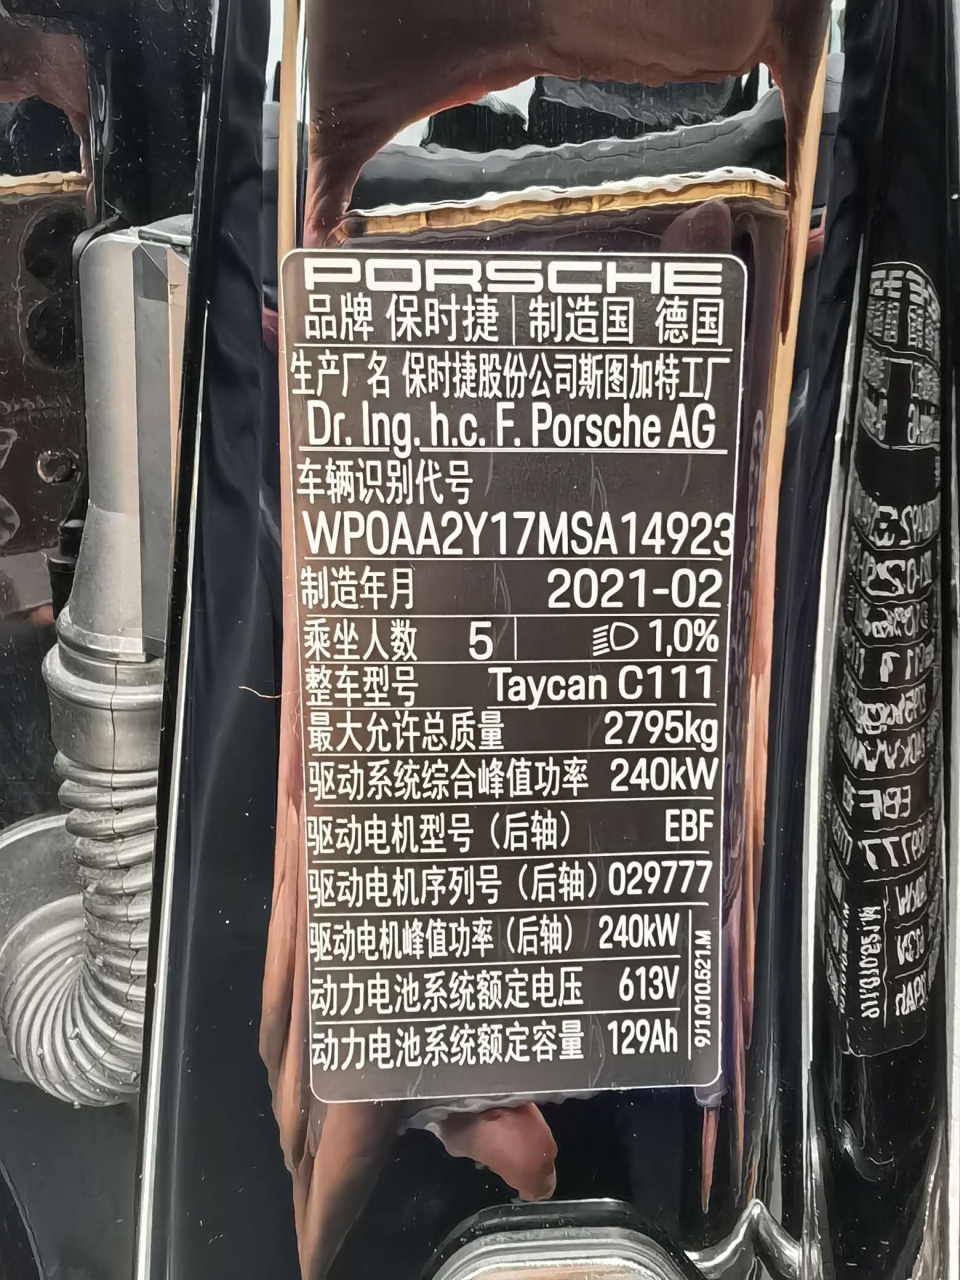 PORSCHE
品牌 保时捷 制造国 德国
生产厂名 保时捷股份公司斯图加特工厂
Dr. Ing. h.c. F. Porsche AG
车辆识别代号
WP0AA2Y17MSA14923
制造年月 2021-02
乘坐人数 5 1,0%
整车型号 Taycan C111
最大允许总质量 2795kg
驱动系统综合峰值功率 240kW
驱动电机型号（后轴） EBF
驱动电机序列号（后轴）029777
驱动电机峰值功率（后轴） 240kW
动力电池系统额定电压 613V
动力电池系统额定容量 129Ah
9J1.010.521.M